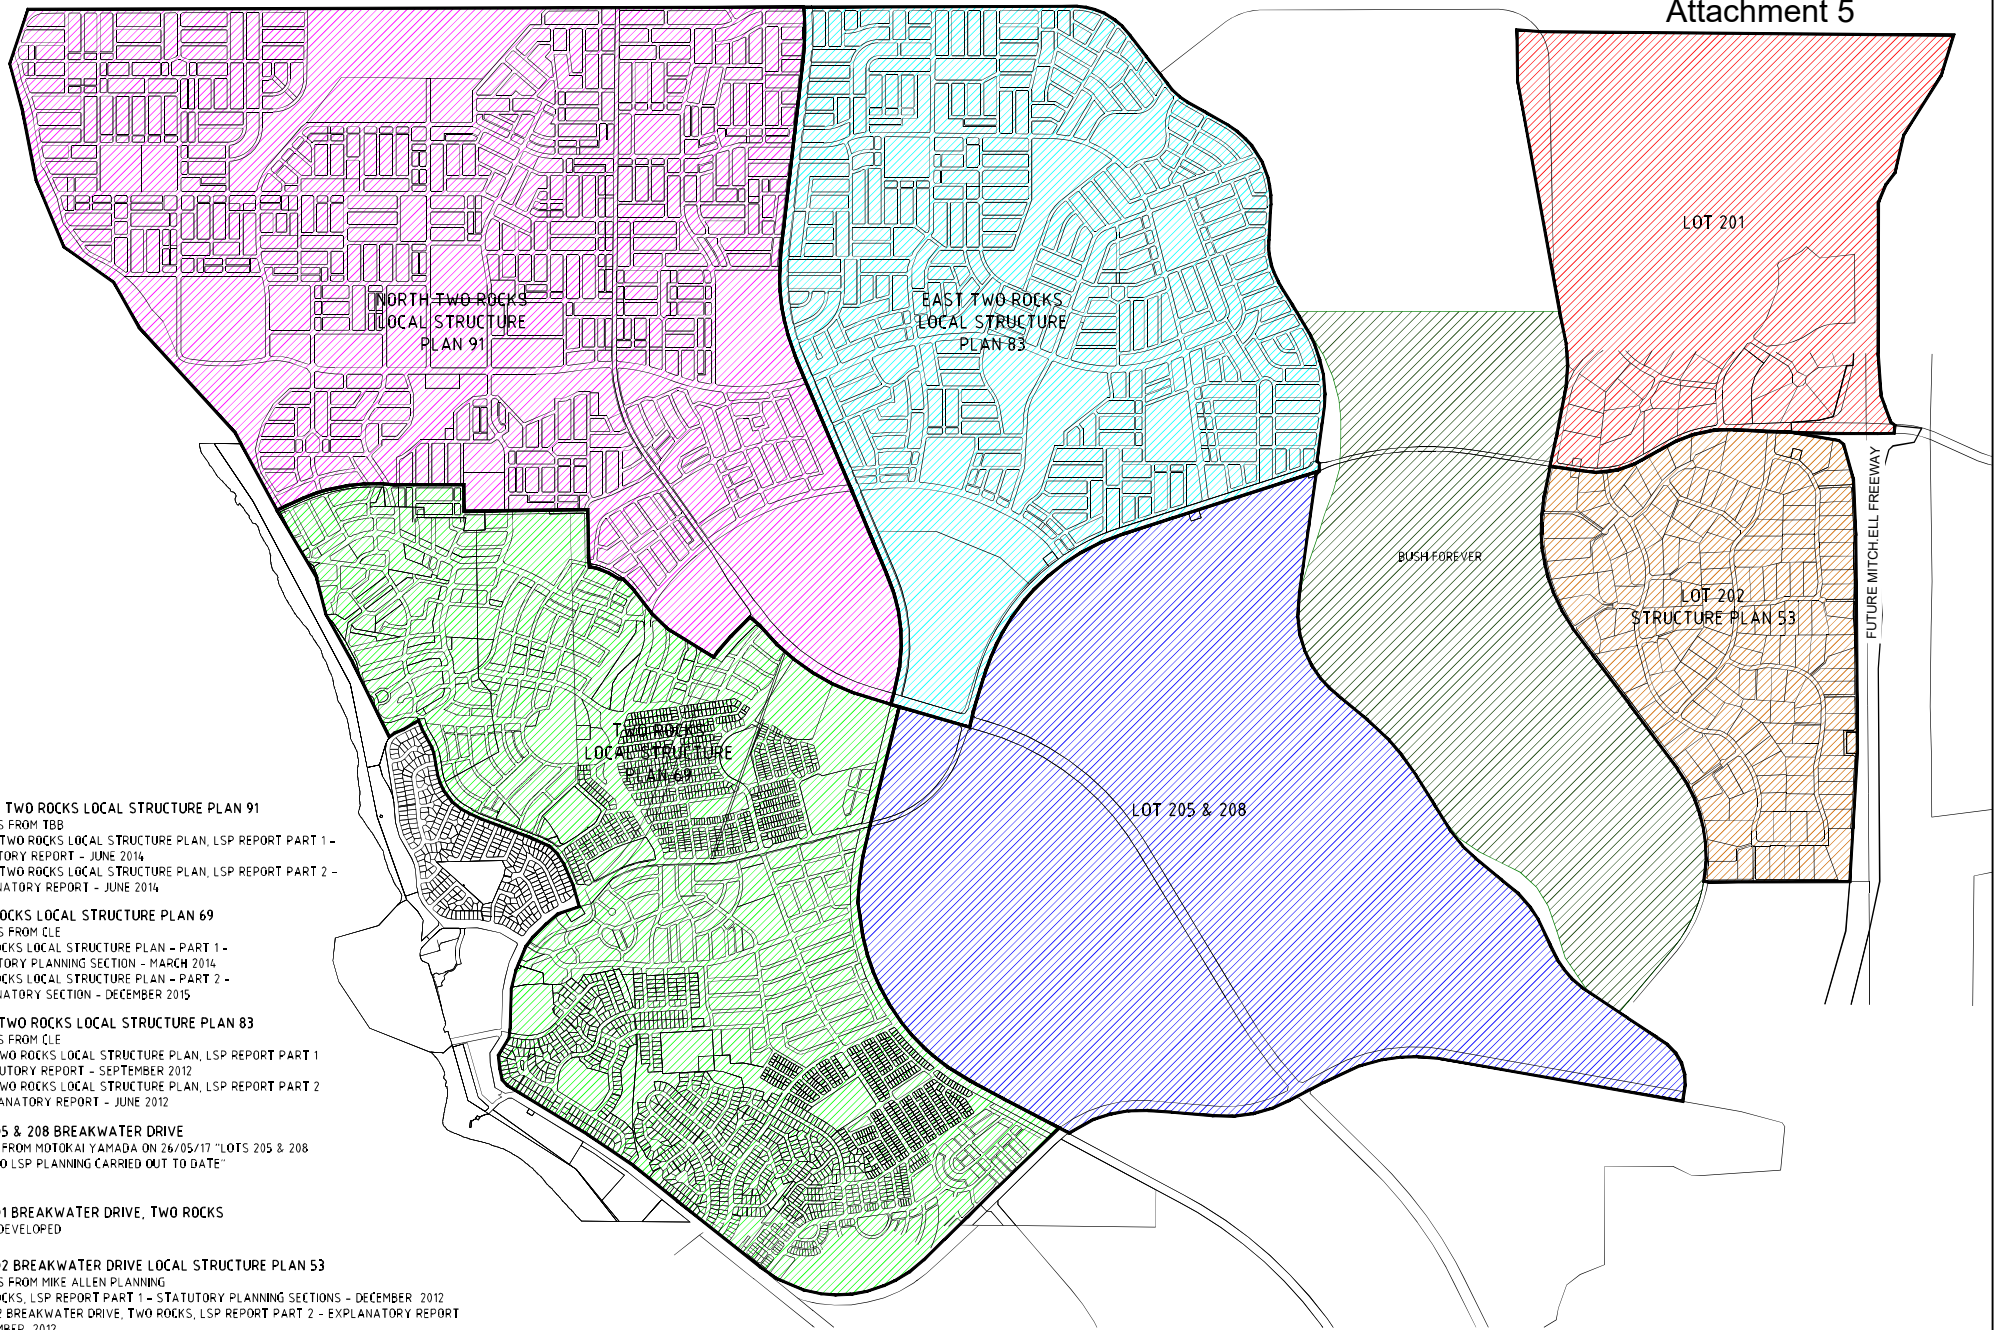 Attachment 5
LOT 201
NORTH TWO ROCKS
LOCAL STRUCTURE
PLAN 91
EAST TWO ROCKS
LOCAL STRUCTURE
PLAN 83
BUSH FOREVER
LOT 202
STRUCTURE PLAN 53
FUTURE MITCHELL FREEWAY
TWO ROCKS
LOCAL STRUCTURE
PLAN 69
LOT 205 & 208
TWO ROCKS LOCAL STRUCTURE PLAN 91
S FROM TBB
TWO ROCKS LOCAL STRUCTURE PLAN, LSP REPORT PART 1 -
TORY REPORT - JUNE 2014
TWO ROCKS LOCAL STRUCTURE PLAN, LSP REPORT PART 2 -
NATORY REPORT - JUNE 2014
OCKS LOCAL STRUCTURE PLAN 69
S FROM CLE
OCKS LOCAL STRUCTURE PLAN - PART 1 -
TORY PLANNING SECTION - MARCH 2014
OCKS LOCAL STRUCTURE PLAN - PART 2 -
NATORY SECTION - DECEMBER 2015
TWO ROCKS LOCAL STRUCTURE PLAN 83
S FROM CLE
WO ROCKS LOCAL STRUCTURE PLAN, LSP REPORT PART 1
UTORY REPORT - SEPTEMBER 2012
WO ROCKS LOCAL STRUCTURE PLAN, LSP REPORT PART 2
ANATORY REPORT - JUNE 2012
5 & 208 BREAKWATER DRIVE
FROM MOTOKAI YAMADA ON 26/05/17 "LOTS 205 & 208
O LSP PLANNING CARRIED OUT TO DATE"
1 BREAKWATER DRIVE, TWO ROCKS
DEVELOPED
2 BREAKWATER DRIVE LOCAL STRUCTURE PLAN 53
S FROM MIKE ALLEN PLANNING
OCKS, LSP REPORT PART 1 - STATUTORY PLANNING SECTIONS - DECEMBER 2012
2 BREAKWATER DRIVE, TWO ROCKS, LSP REPORT PART 2 - EXPLANATORY REPORT
MBER 2012